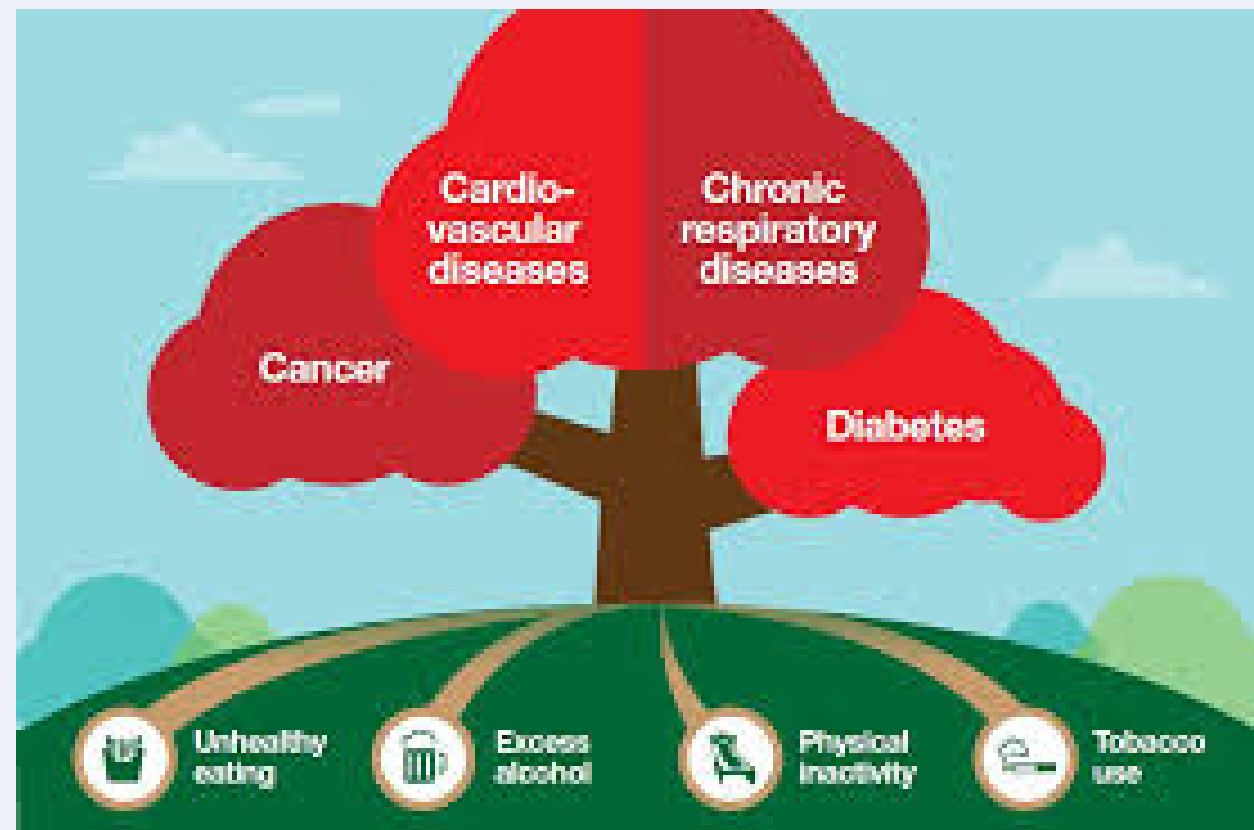 Cardio-
vascular
diseases
Chronic
respiratory
diseases
Cancer
Diabetes
Unhealthy
eating
Excess
alcohol
Physical
inactivity
Tobacco
use